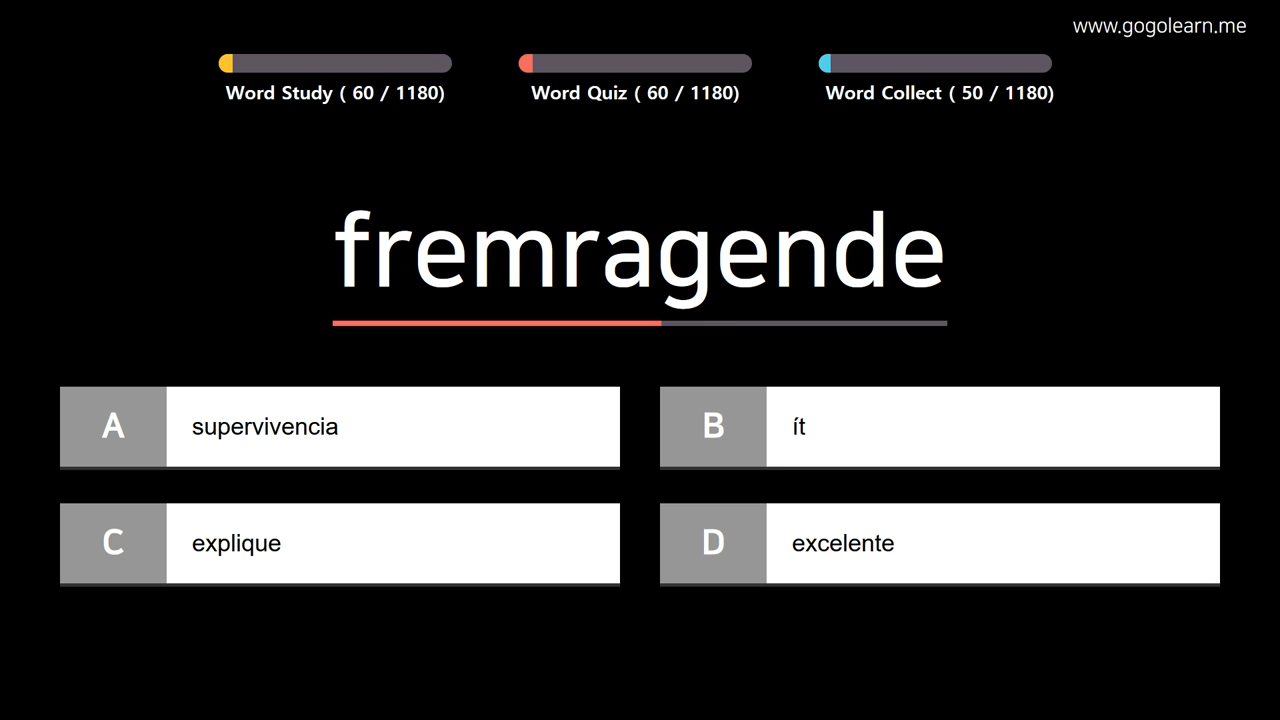 www.gogolearn.me
Word Study ( 60 / 1180)
Word Quiz ( 60 / 1180)
Word Collect ( 50 / 1180)
fremragende
A supervivencia
B ít
C explique
D excelente